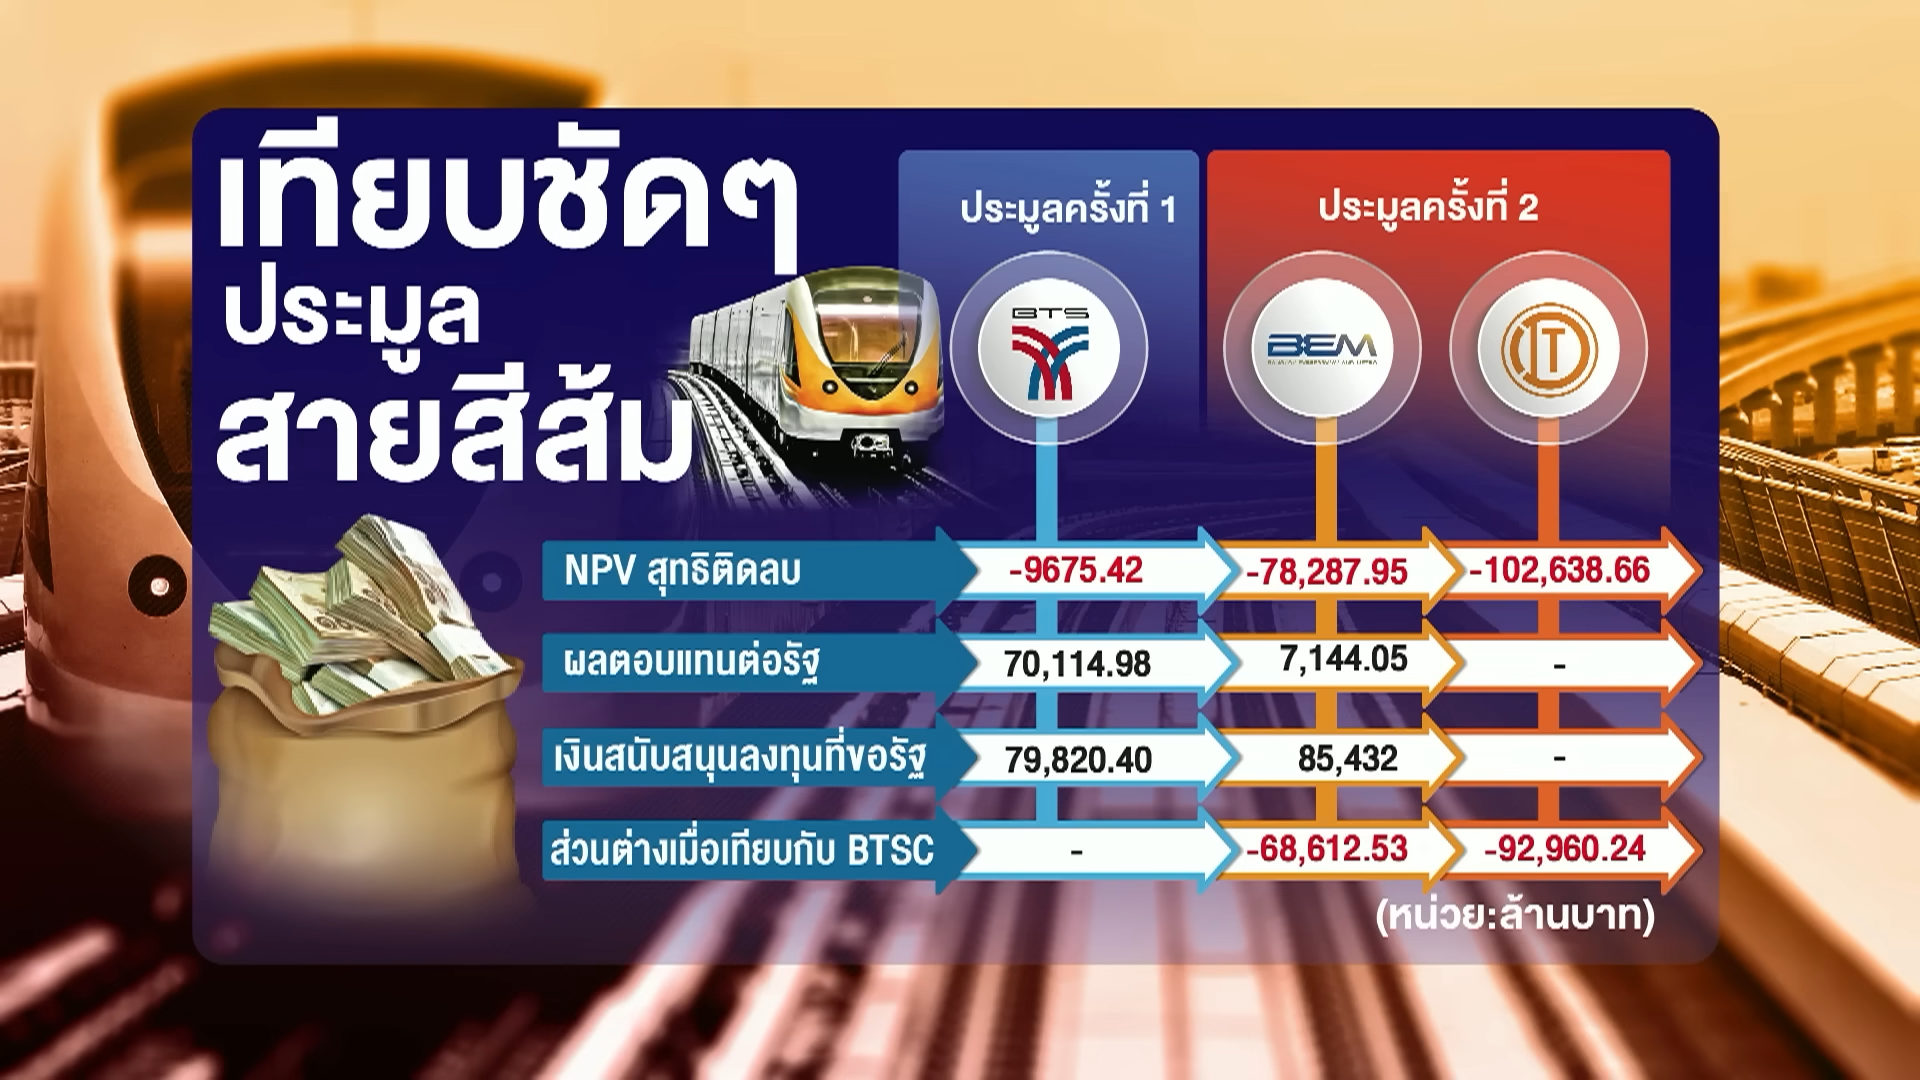 เทียบชัดๆ
ประมูล
สายสีส้ม
ประมูลครั้งที่ 1
ประมูลครั้งที่ 2
BTS
BEM
IT
NPV สุทธิติดลบ
-9675.42
-78,287.95
-102,638.66
ผลตอบแทนต่อรัฐ
70,114.98
7,144.05
-
เงินสนับสนุนลงทุนที่ขอรัฐ
79,820.40
85,432
-
ส่วนต่างเมื่อเทียบกับ BTSC
-
-68,612.53
-92,960.24
(หน่วย:ล้านบาท)